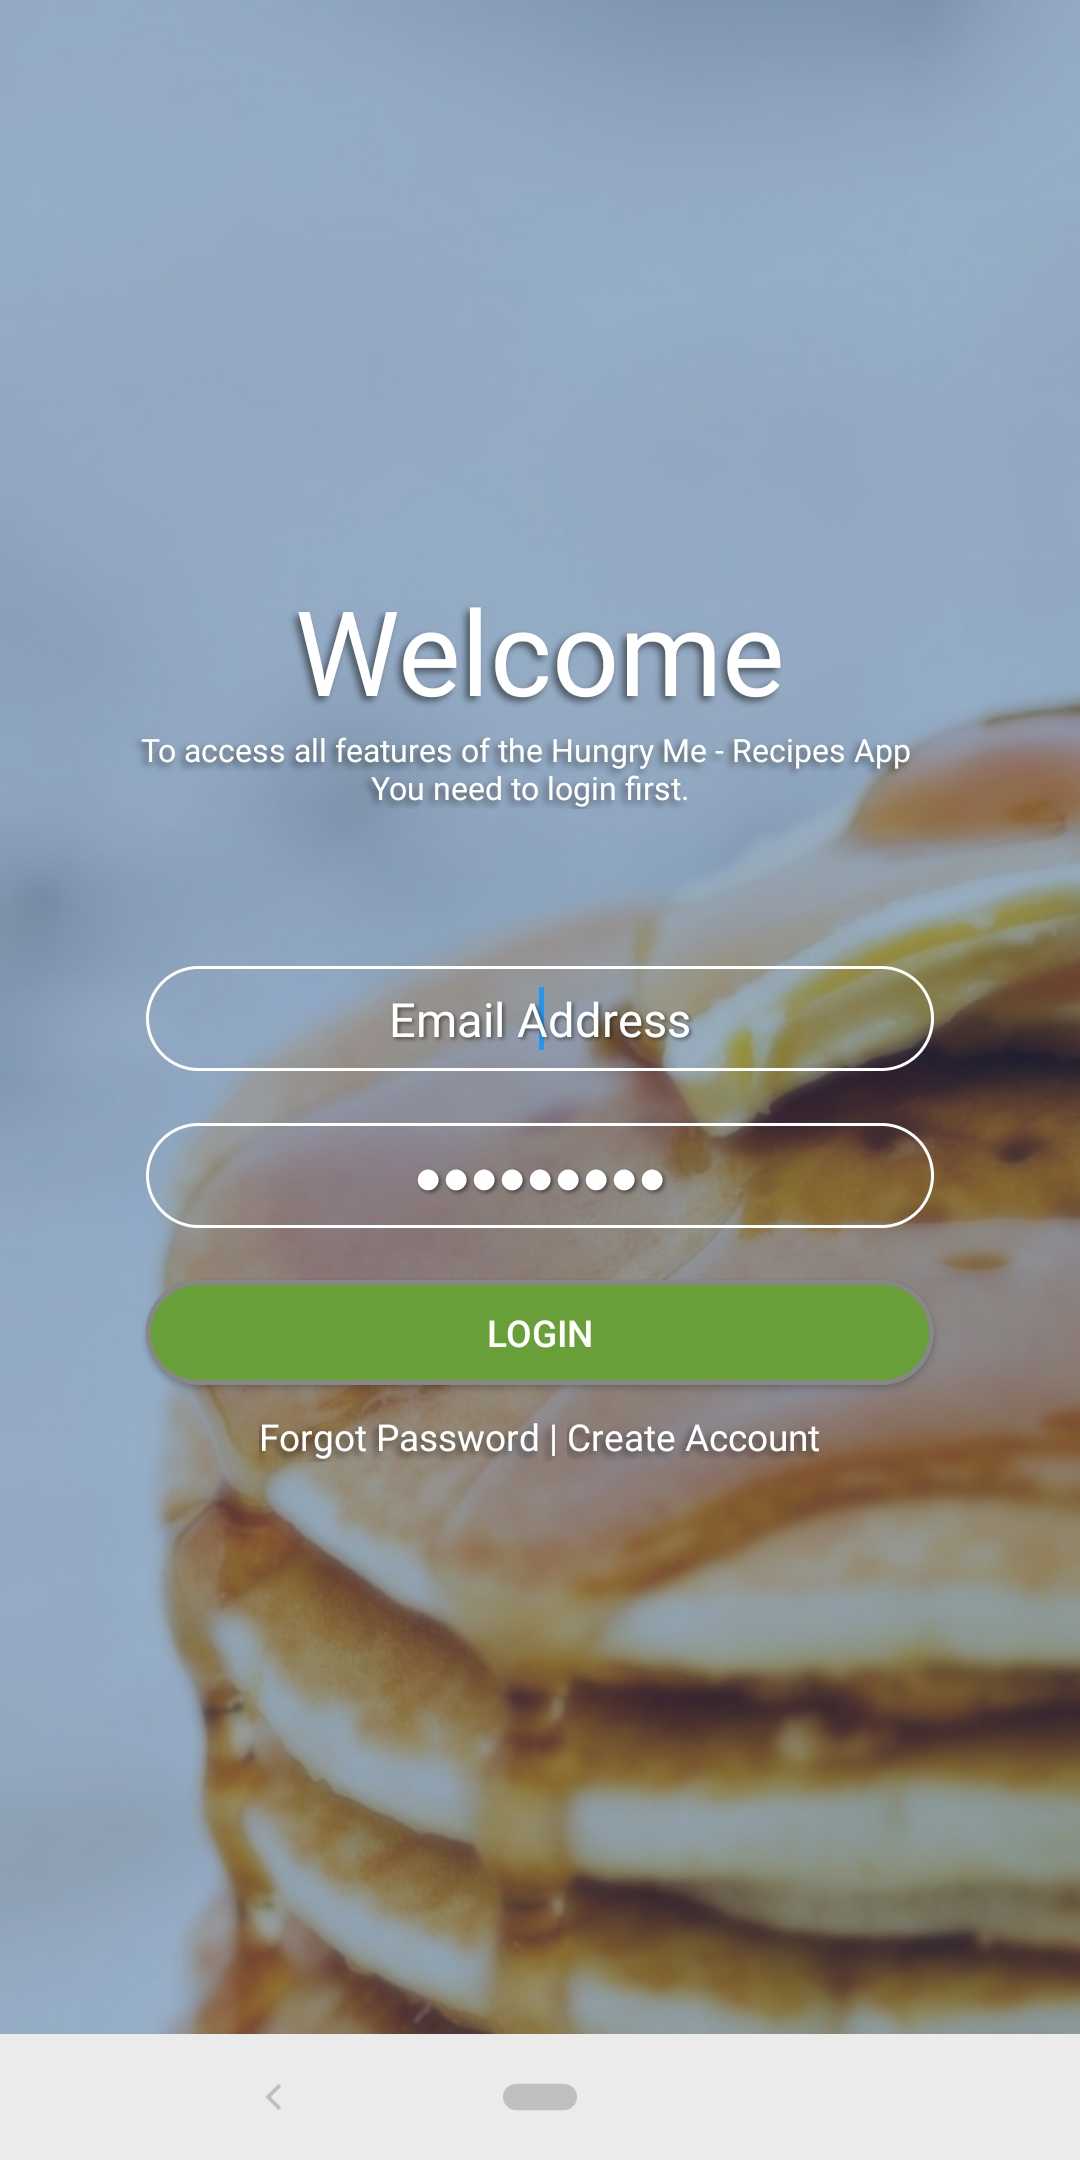 Welcome
To access all features of the Hungry Me - Recipes App
You need to login first.
Email Address
●●●●●●●●●
LOGIN
Forgot Password | Create Account